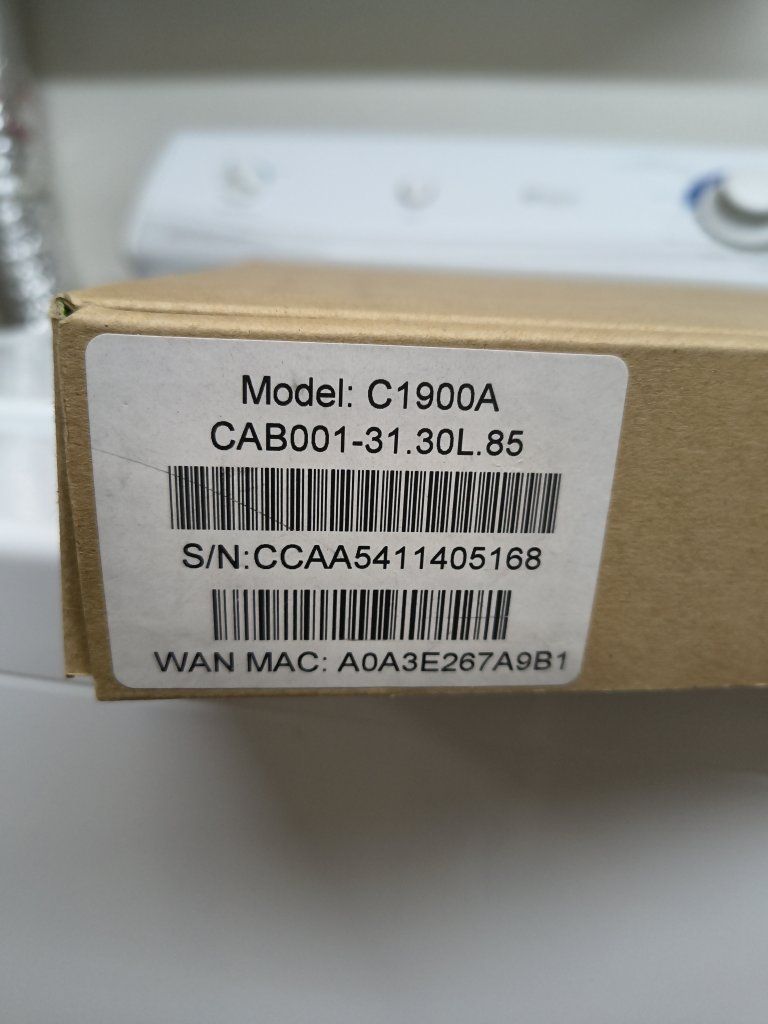 Model: C1900A
CAB001-31.30L.85
S/N:CCAA5411405168
WAN MAC: A0A3E267A9B1